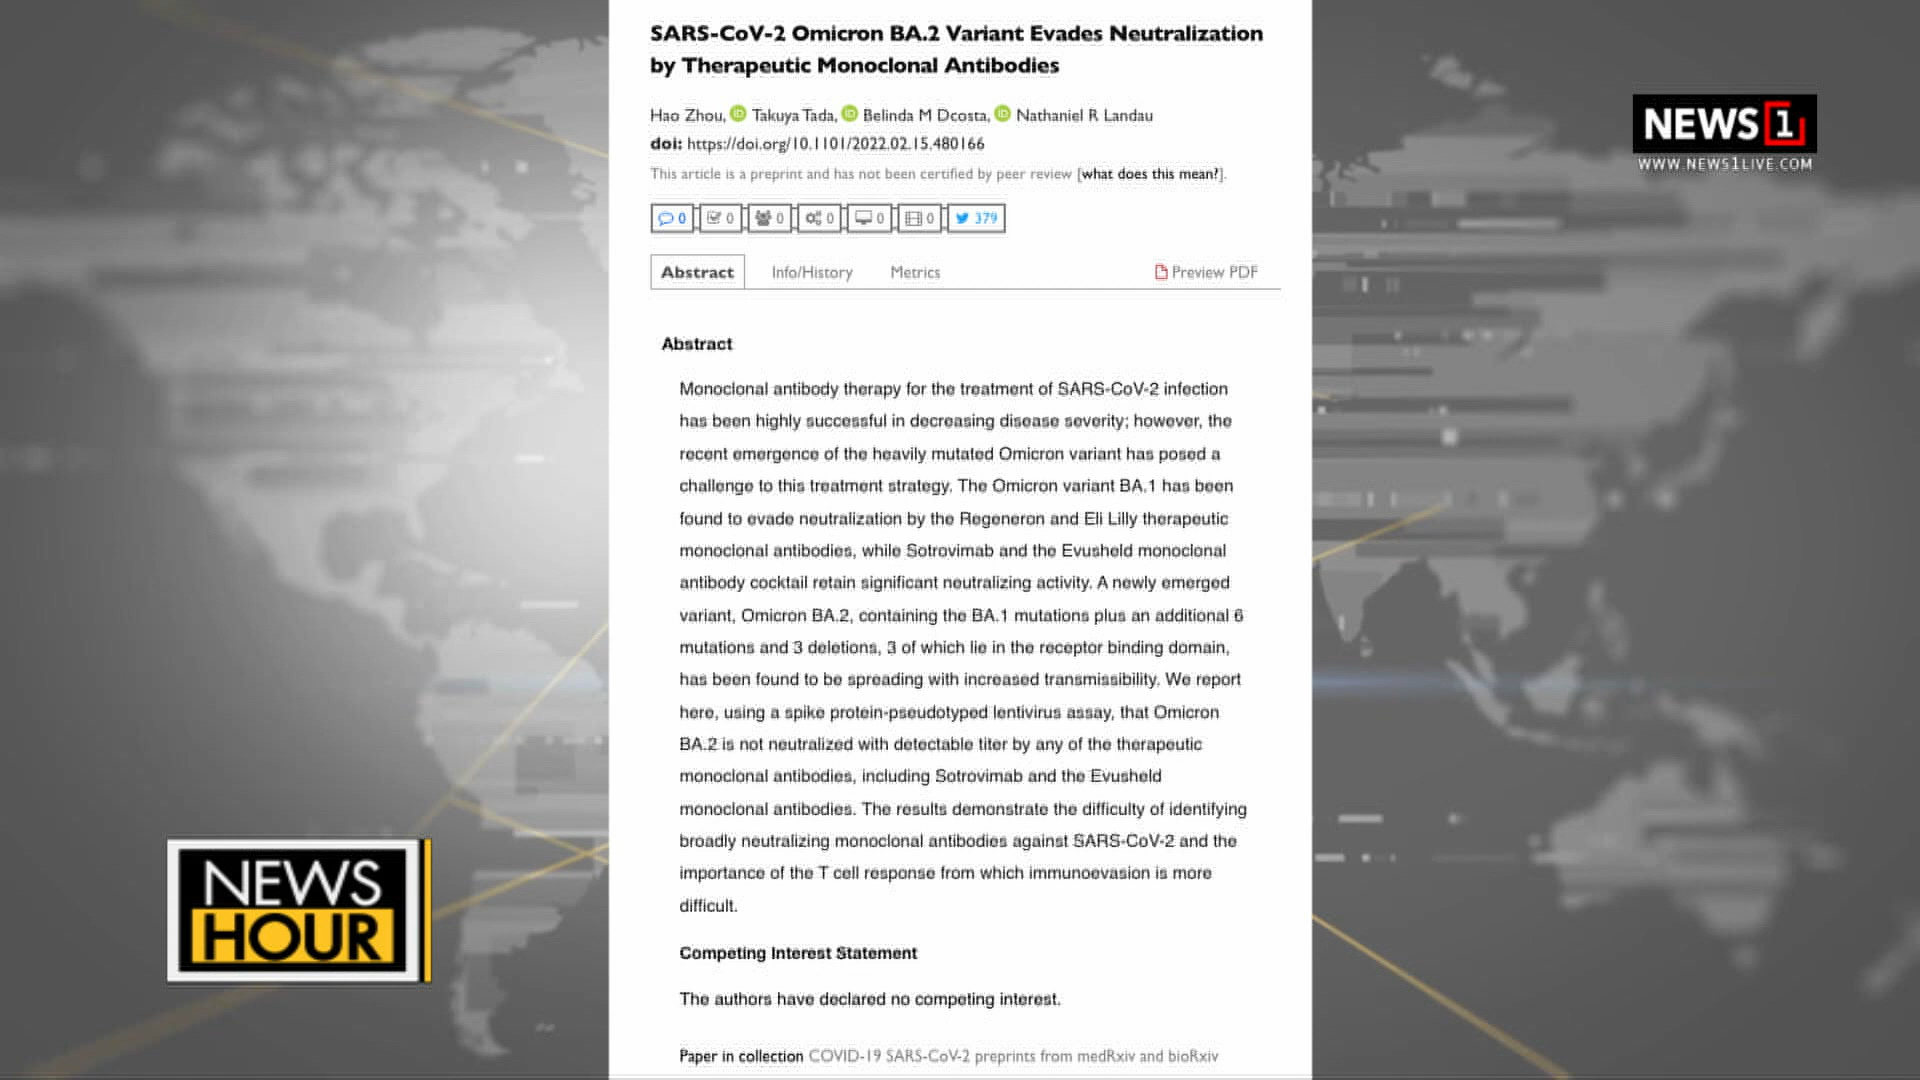 SARS-CoV-2 Omicron BA.2 Variant Evades Neutralization
by Therapeutic Monoclonal Antibodies
Hao Zhou, iD Takuya Tada, iD Belinda M Dcosta, iD Nathaniel R Landau
doi: https://doi.org/10.1101/2022.02.15.480166
This article is a preprint and has not been certified by peer review [what does this mean?].
0 0 0 0 0 0 379
Abstract Info/History Metrics Preview PDF
Abstract
Monoclonal antibody therapy for the treatment of SARS-CoV-2 infection
has been highly successful in decreasing disease severity; however, the
recent emergence of the heavily mutated Omicron variant has posed a
challenge to this treatment strategy. The Omicron variant BA.1 has been
found to evade neutralization by the Regeneron and Eli Lilly therapeutic
monoclonal antibodies, while Sotrovimab and the Evusheld monoclonal
antibody cocktail retain significant neutralizing activity. A newly emerged
variant, Omicron BA.2, containing the BA.1 mutations plus an additional 6
mutations and 3 deletions, 3 of which lie in the receptor binding domain,
has been found to be spreading with increased transmissibility. We report
here, using a spike protein-pseudotyped lentivirus assay, that Omicron
BA.2 is not neutralized with detectable titer by any of the therapeutic
monoclonal antibodies, including Sotrovimab and the Evusheld
monoclonal antibodies. The results demonstrate the difficulty of identifying
broadly neutralizing monoclonal antibodies against SARS-CoV-2 and the
importance of the T cell response from which immunoevasion is more
difficult.
Competing Interest Statement
The authors have declared no competing interest.
Paper in collection COVID-19 SARS-CoV-2 preprints from medRxiv and bioRxiv
NEWS 1
WWW.NEWS1LIVE.COM
NEWS
HOUR